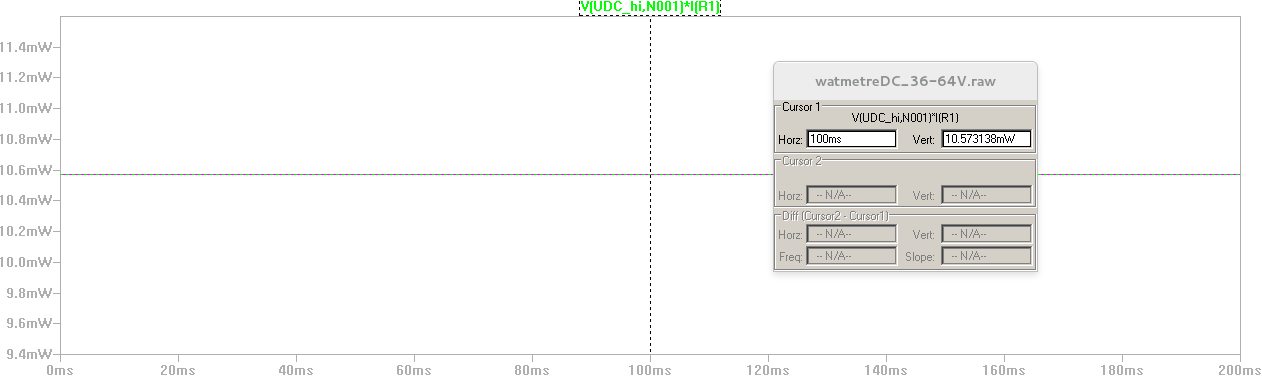 V(UDC_hi,N001)*I(R1)
11.4mW
11.2mW
11.0mW
10.8mW
10.6mW
10.4mW
10.2mW
10.0mW
9.8mW
9.6mW
9.4mW
0ms 20ms 40ms 60ms 80ms 100ms 120ms 140ms 160ms 180ms 200ms
watmetreDC_36-64V.raw
Cursor 1
V(UDC_hi,N001)*I(R1)
Horz: 100ms Vert: 10.573138mW
Cursor 2
Horz: -- N/A-- Vert: -- N/A--
Diff (Cursor2 - Cursor1)
Horz: -- N/A-- Vert: -- N/A--
Freq: -- N/A-- Slope: -- N/A--